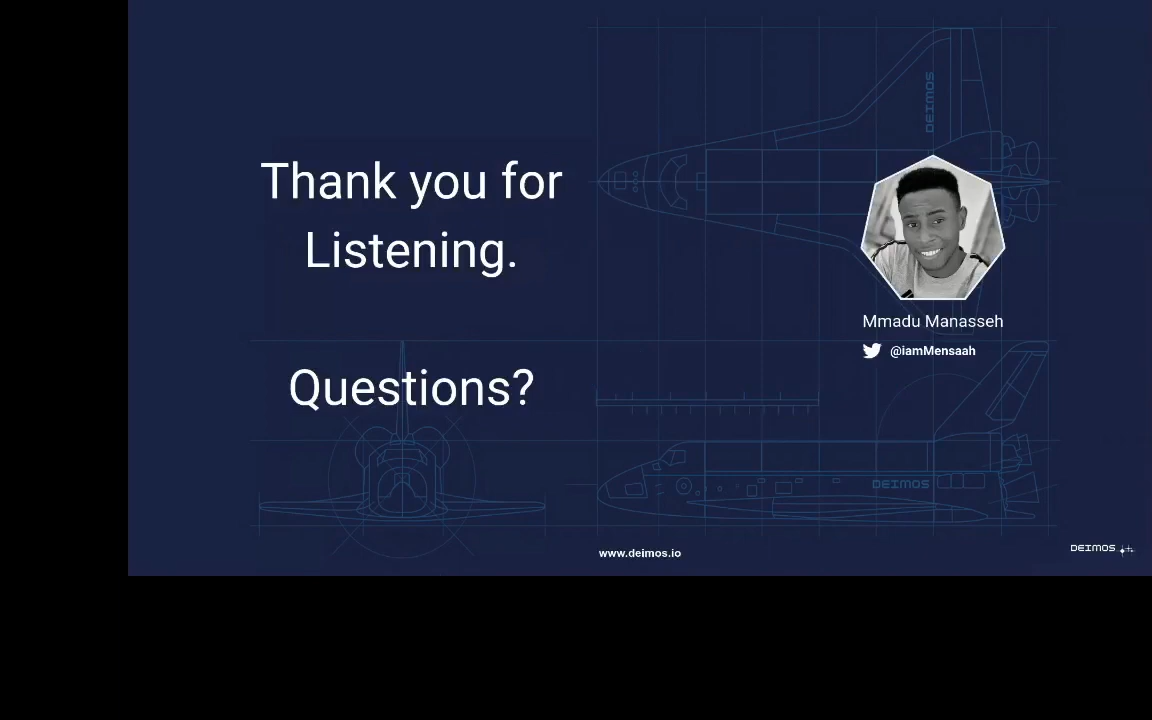 Thank you for
Listening.
Questions?
DEIMOS
Mmadu Manasseh
@iamMensaah
DEIMOS
www.deimos.io
DEIMOS